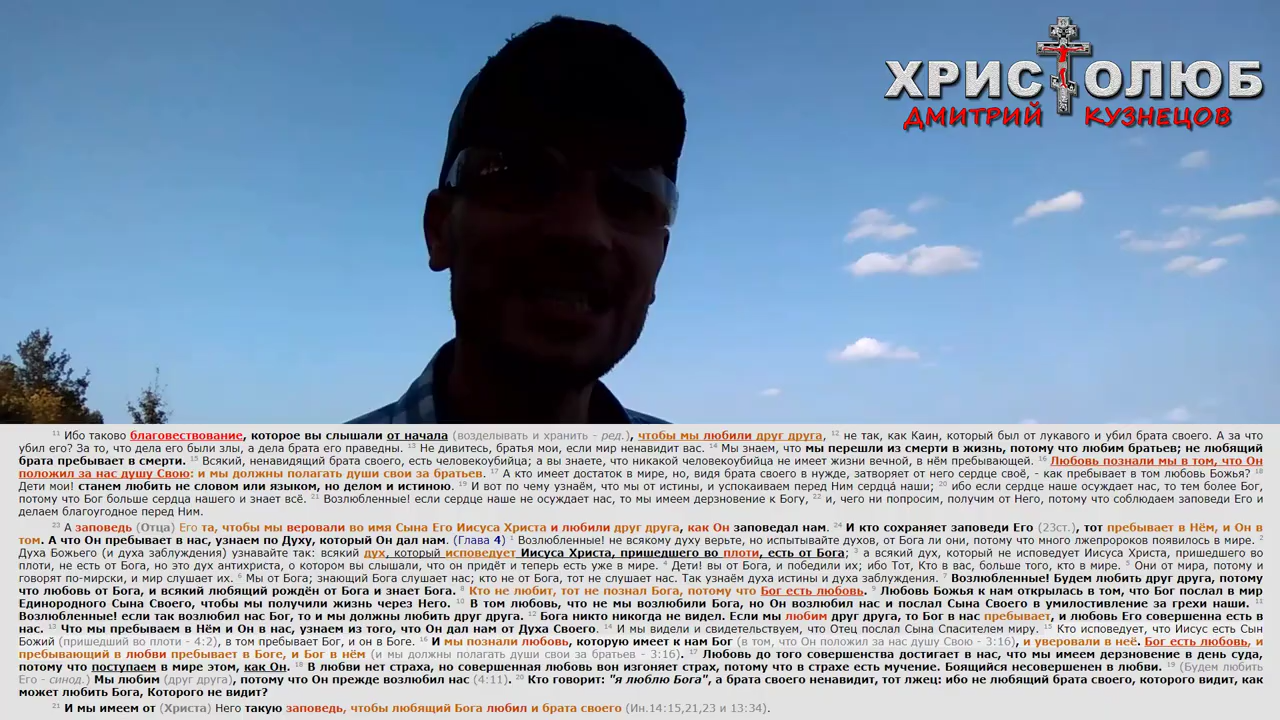 ХРИСТОЛЮБ
ДМИТРИЙ КУЗНЕЦОВ
11 Ибо таково благовествование, которое вы слышали от начала (возделывать и хранить - ред.), чтобы мы любили друг друга, 12 не так, как Каин, который был от лукавого и убил брата своего. А за что
убил его? За то, что дела его были злы, а дела брата его праведны. 13 Не дивитесь, братья мои, если мир ненавидит вас. 14 Мы знаем, что мы перешли из смерти в жизнь, потому что любим братьев; не любящий
брата пребывает в смерти. 15 Всякий, ненавидящий брата своего, есть человекоубийца; а вы знаете, что никакой человекоубийца не имеет жизни вечной, в нём пребывающей. 16 Любовь познали мы в том, что Он
положил за нас душу Свою: и мы должны полагать души свои за братьев. 17 А кто имеет достаток в мире, но, видя брата своего в нужде, затворяет от него сердце своё, - как пребывает в том любовь Божья? 18
Дети мои! станем любить не словом или языком, но делом и истиною. 19 И вот по чему узнаём, что мы от истины, и успокаиваем перед Ним сердца́ наши; 20 ибо если сердце наше осуждает нас, то тем более Бог,
потому что Бог больше сердца нашего и знает всё. 21 Возлюбленные! если сердце наше не осуждает нас, то мы имеем дерзновение к Богу, 22 и, чего ни попросим, получим от Него, потому что соблюдаем заповеди Его и
делаем благоугодное перед Ним.
23 А заповедь (Отца) Его та, чтобы мы веровали во имя Сына Его Иисуса Христа и любили друг друга, как Он заповедал нам. 24 И кто сохраняет заповеди Его (23ст.), тот пребывает в Нём, и Он в
том. А что Он пребывает в нас, узнаем по Духу, который Он дал нам. (Глава 4) 1 Возлюбленные! не всякому духу верьте, но испытывайте духов, от Бога ли они, потому что много лжепророков появилось в мире. 2
Духа Божьего (и духа заблуждения) узнавайте так: всякий дух, который исповедует Иисуса Христа, пришедшего во плоти, есть от Бога; 3 а всякий дух, который не исповедует Иисуса Христа, пришедшего во
плоти, не есть от Бога, но это дух антихриста, о котором вы слышали, что он придёт и теперь есть уже в мире. 4 Дети! вы от Бога, и победили их; ибо Тот, Кто в вас, больше того, кто в мире. 5 Они от мира, потому и
говорят по-мирски, и мир слушает их. 6 Мы от Бога; знающий Бога слушает нас; кто не от Бога, тот не слушает нас. Так узнаём духа истины и духа заблуждения. 7 Возлюбленные! Будем любить друг друга, потому
что любовь от Бога, и всякий любящий рождён от Бога и знает Бога. 8 Кто не любит, тот не познал Бога, потому что Бог есть любовь. 9 Любовь Божья к нам открылась в том, что Бог послал в мир
Единородного Сына Своего, чтобы мы получили жизнь через Него. 10 В том любовь, что не мы возлюбили Бога, но Он возлюбил нас и послал Сына Своего в умилостивление за грехи наши. 11
Возлюбленные! если так возлюбил нас Бог, то и мы должны любить друг друга. 12 Бога никто никогда не видел. Если мы любим друг друга, то Бог в нас пребывает, и любовь Его совершенна есть в
нас. 13 Что мы пребываем в Нём и Он в нас, узнаем из того, что Он дал нам от Духа Своего. 14 И мы видели и свидетельствуем, что Отец послал Сына Спасителем миру. 15 Кто исповедует, что Иисус есть Сын
Божий (пришедший во плоти - 4:2), в том пребывает Бог, и он в Боге. 16 И мы познали любовь, которую имеет к нам Бог (в том, что Он положил за нас душу Свою - 3:16), и уверовали в неё. Бог есть любовь, и
пребывающий в любви пребывает в Боге, и Бог в нём (и мы должны полагать души свои за братьев - 3:16). 17 Любовь до того совершенства достигает в нас, что мы имеем дерзновение в день суда,
потому что поступаем в мире этом, как Он. 18 В любви нет страха, но совершенная любовь вон изгоняет страх, потому что в страхе есть мучение. Боящийся несовершенен в любви. 19 (Будем любить
Его - синод.) Мы любим (друг друга), потому что Он прежде возлюбил нас (4:11). 20 Кто говорит: "я люблю Бога", а брата своего ненавидит, тот лжец: ибо не любящий брата своего, которого видит, как
может любить Бога, Которого не видит?
21 И мы имеем от (Христа) Него такую заповедь, чтобы любящий Бога любил и брата своего (Ин.14:15,21,23 и 13:34).